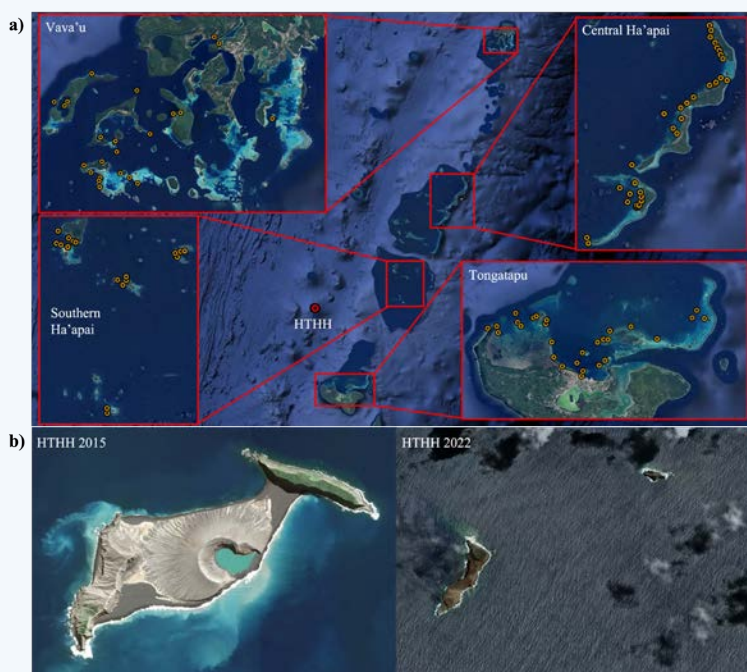 a)
Vava'u
Central Ha'apai
Southern
Ha'apai
HTHH
Tongatapu
b)
HTHH 2015
HTHH 2022